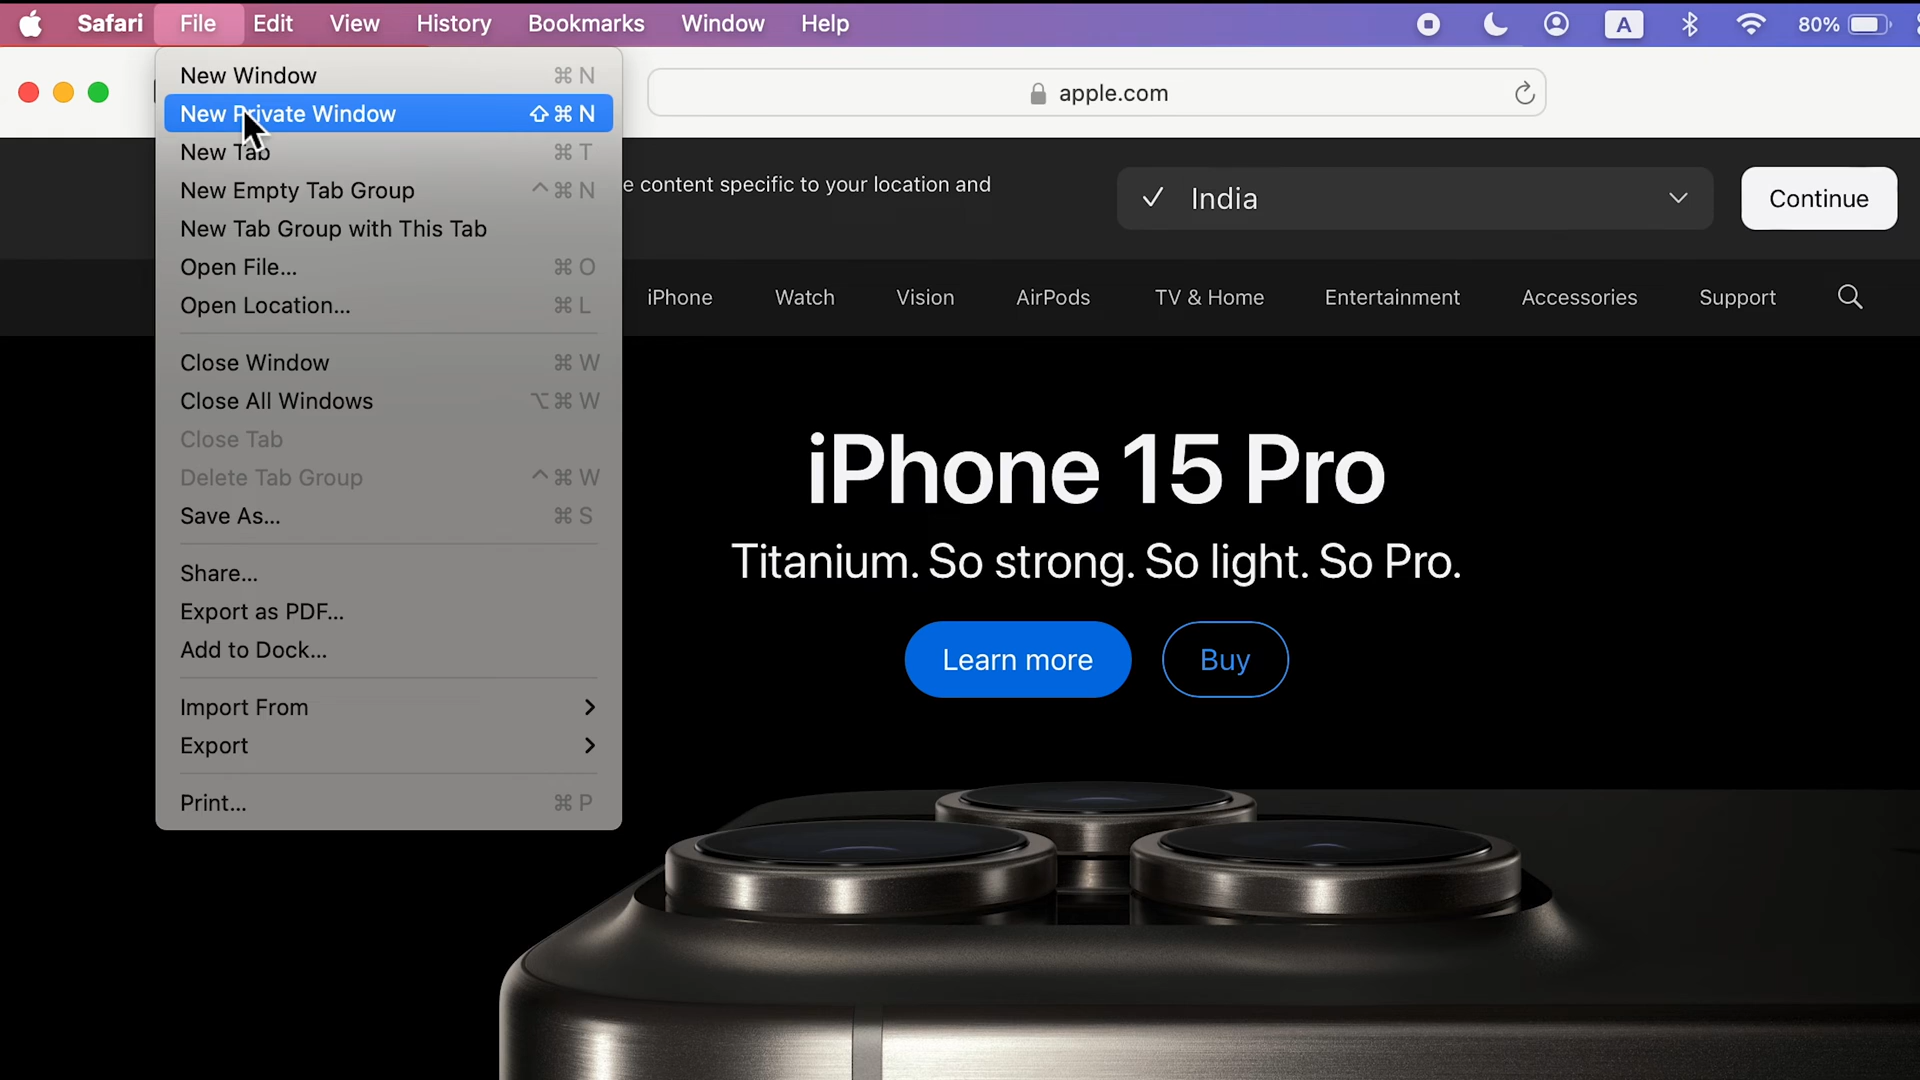 Safari File Edit View History Bookmarks Window Help A 80%
apple.com
New Window ⌘ N
New Private Window ⇧ ⌘ N
New Tab ⌘ T
New Empty Tab Group ^ ⌘ N
New Tab Group with This Tab
Open File... ⌘ O
Open Location... ⌘ L
Close Window ⌘ W
Close All Windows ⌥ ⌘ W
Close Tab
Delete Tab Group ^ ⌘ W
Save As... ⌘ S
Share...
Export as PDF...
Add to Dock...
Import From >
Export >
Print... ⌘ P
e content specific to your location and
✓ India
Continue
iPhone Watch Vision AirPods TV & Home Entertainment Accessories Support
iPhone 15 Pro
Titanium. So strong. So light. So Pro.
Learn more Buy